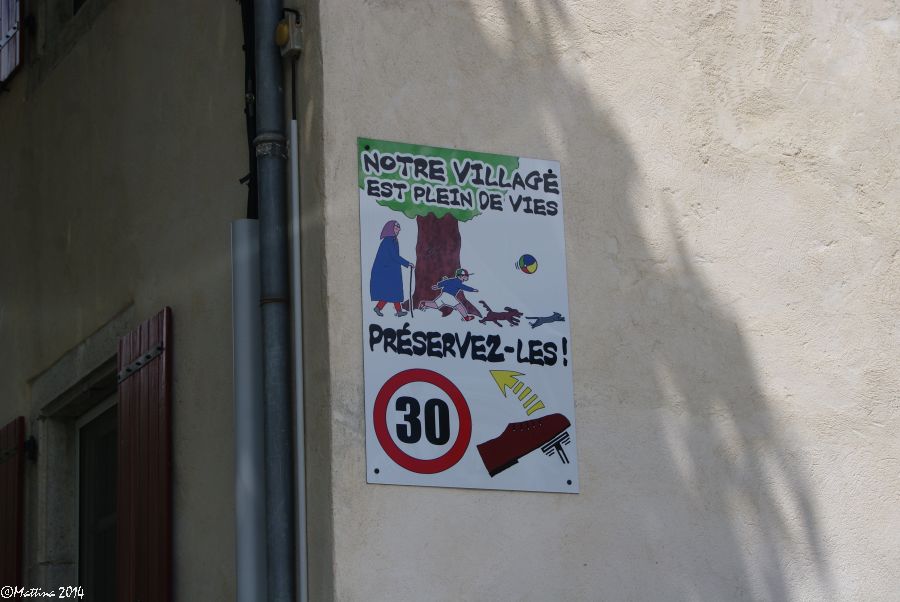 NOTRE VILLAGE
EST PLEIN DE VIES
PRÉSERVEZ-LES!
30
©Mattina 2014